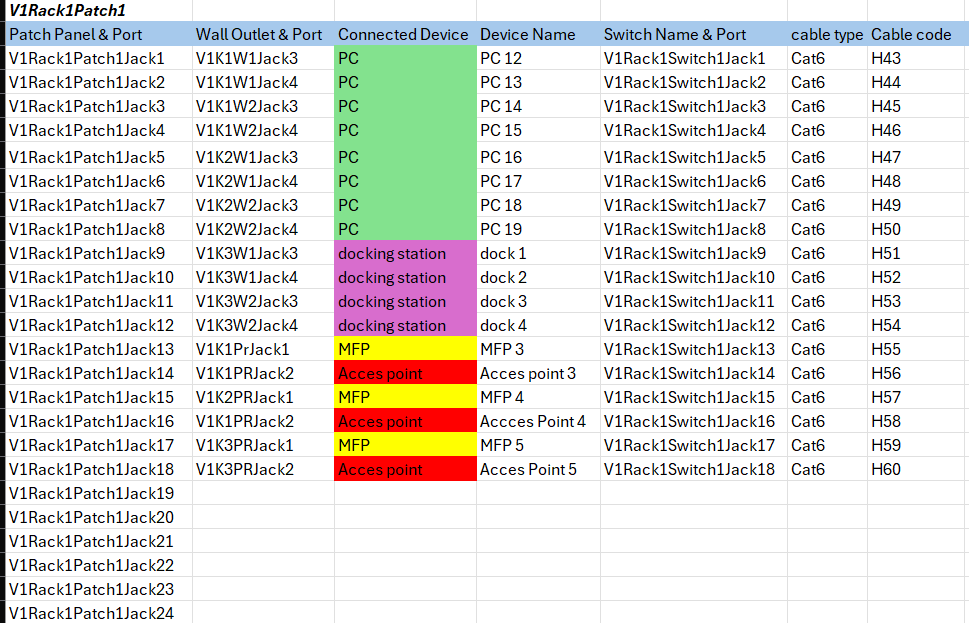 V1Rack1Patch1
Patch Panel & Port Wall Outlet & Port Connected Device Device Name Switch Name & Port cable type Cable code
V1Rack1Patch1Jack1 V1K1W1Jack3 PC PC 12 V1Rack1Switch1Jack1 Cat6 H43
V1Rack1Patch1Jack2 V1K1W1Jack4 PC PC 13 V1Rack1Switch1Jack2 Cat6 H44
V1Rack1Patch1Jack3 V1K1W2Jack3 PC PC 14 V1Rack1Switch1Jack3 Cat6 H45
V1Rack1Patch1Jack4 V1K1W2Jack4 PC PC 15 V1Rack1Switch1Jack4 Cat6 H46
V1Rack1Patch1Jack5 V1K2W1Jack3 PC PC 16 V1Rack1Switch1Jack5 Cat6 H47
V1Rack1Patch1Jack6 V1K2W1Jack4 PC PC 17 V1Rack1Switch1Jack6 Cat6 H48
V1Rack1Patch1Jack7 V1K2W2Jack3 PC PC 18 V1Rack1Switch1Jack7 Cat6 H49
V1Rack1Patch1Jack8 V1K2W2Jack4 PC PC 19 V1Rack1Switch1Jack8 Cat6 H50
V1Rack1Patch1Jack9 V1K3W1Jack3 docking station dock 1 V1Rack1Switch1Jack9 Cat6 H51
V1Rack1Patch1Jack10 V1K3W1Jack4 docking station dock 2 V1Rack1Switch1Jack10 Cat6 H52
V1Rack1Patch1Jack11 V1K3W2Jack3 docking station dock 3 V1Rack1Switch1Jack11 Cat6 H53
V1Rack1Patch1Jack12 V1K3W2Jack4 docking station dock 4 V1Rack1Switch1Jack12 Cat6 H54
V1Rack1Patch1Jack13 V1K1PrJack1 MFP MFP 3 V1Rack1Switch1Jack13 Cat6 H55
V1Rack1Patch1Jack14 V1K1PRJack2 Acces point Acces point 3 V1Rack1Switch1Jack14 Cat6 H56
V1Rack1Patch1Jack15 V1K2PRJack1 MFP MFP 4 V1Rack1Switch1Jack15 Cat6 H57
V1Rack1Patch1Jack16 V1K1PRJack2 Acces point Accces Point 4 V1Rack1Switch1Jack16 Cat6 H58
V1Rack1Patch1Jack17 V1K3PRJack1 MFP MFP 5 V1Rack1Switch1Jack17 Cat6 H59
V1Rack1Patch1Jack18 V1K3PRJack2 Acces point Acces Point 5 V1Rack1Switch1Jack18 Cat6 H60
V1Rack1Patch1Jack19
V1Rack1Patch1Jack20
V1Rack1Patch1Jack21
V1Rack1Patch1Jack22
V1Rack1Patch1Jack23
V1Rack1Patch1Jack24